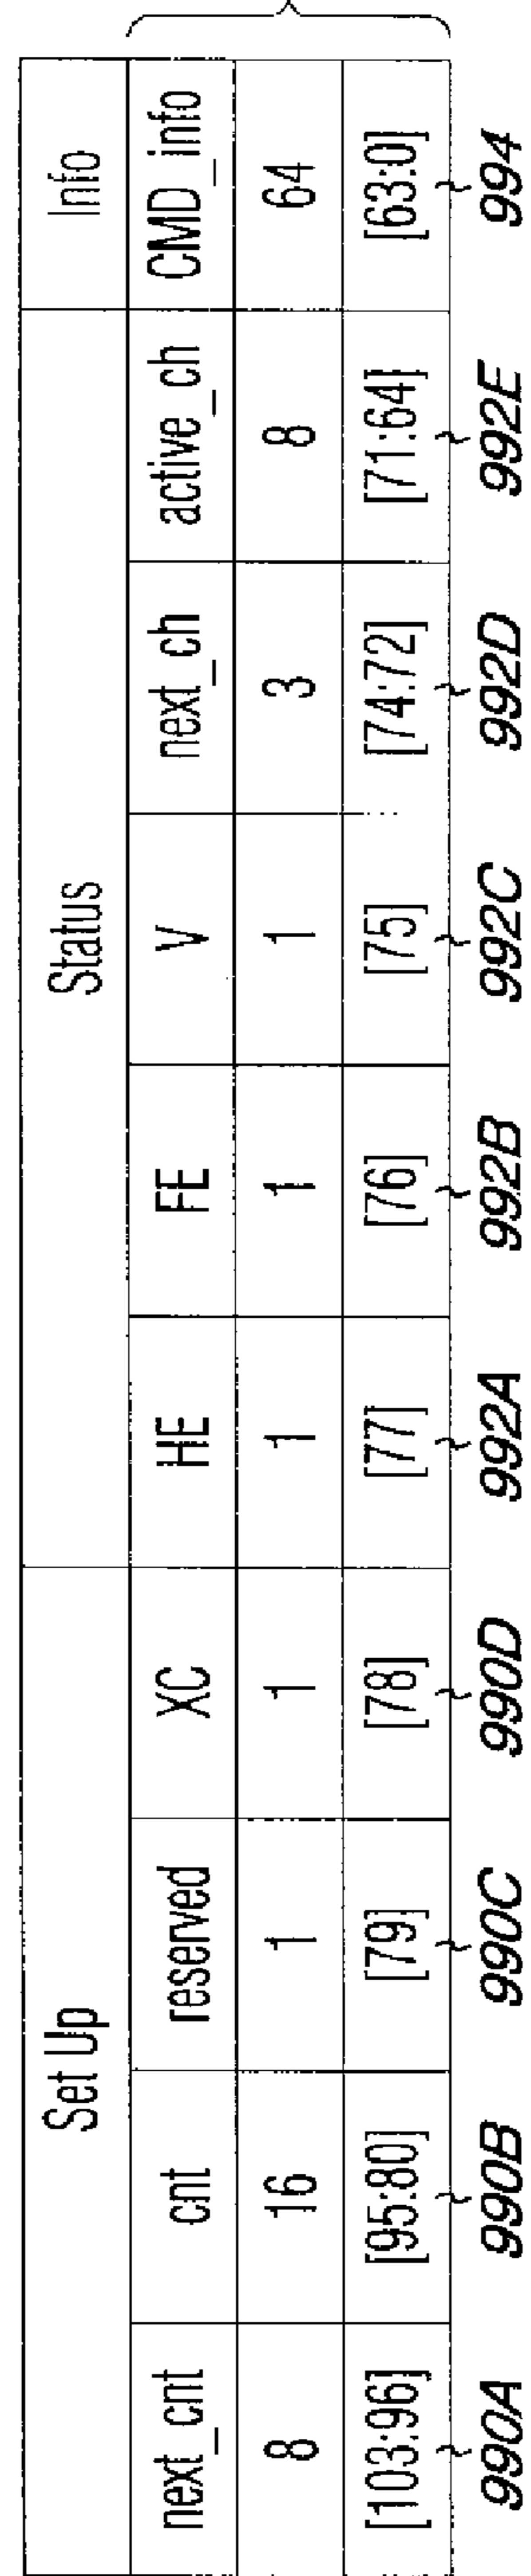 Set Up Status Info
next_cnt cnt reserved XC HE FE V next_ch active_ch CMD_info
8 16 1 1 1 1 1 3 8 64
[103:96] [95:80] [79] [78] [77] [76] [75] [74:72] [71:64] [63:0]
990A 990B 990C 990D 992A 992B 992C 992D 992E 994